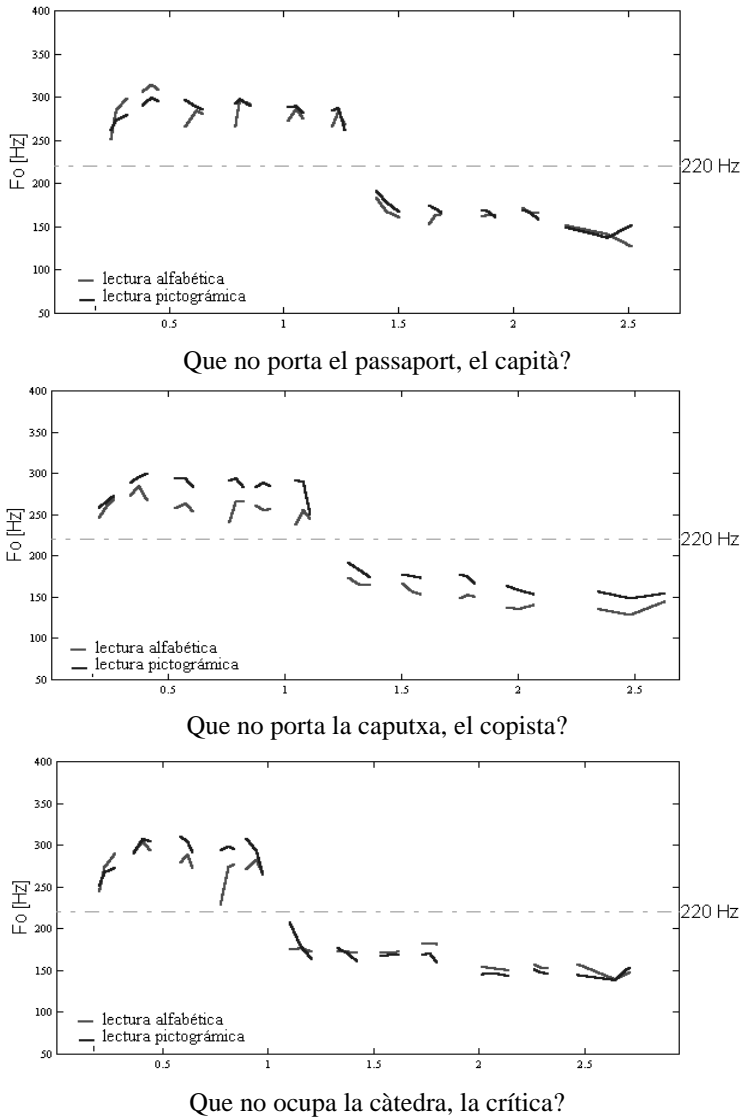 400
350
300
250
200
150
100
50
Fo [Hz]
220 Hz
lectura alfabética
lectura pictográmica
0.5
1
1.5
2
2.5
Que no porta el passaport, el capità?
400
350
300
250
200
150
100
50
Fo [Hz]
220 Hz
lectura alfabética
lectura pictográmica
0.5
1
1.5
2
2.5
Que no porta la caputxa, el copista?
400
350
300
250
200
150
100
50
Fo [Hz]
220 Hz
lectura alfabética
lectura pictográmica
0.5
1
1.5
2
2.5
Que no ocupa la càtedra, la crítica?